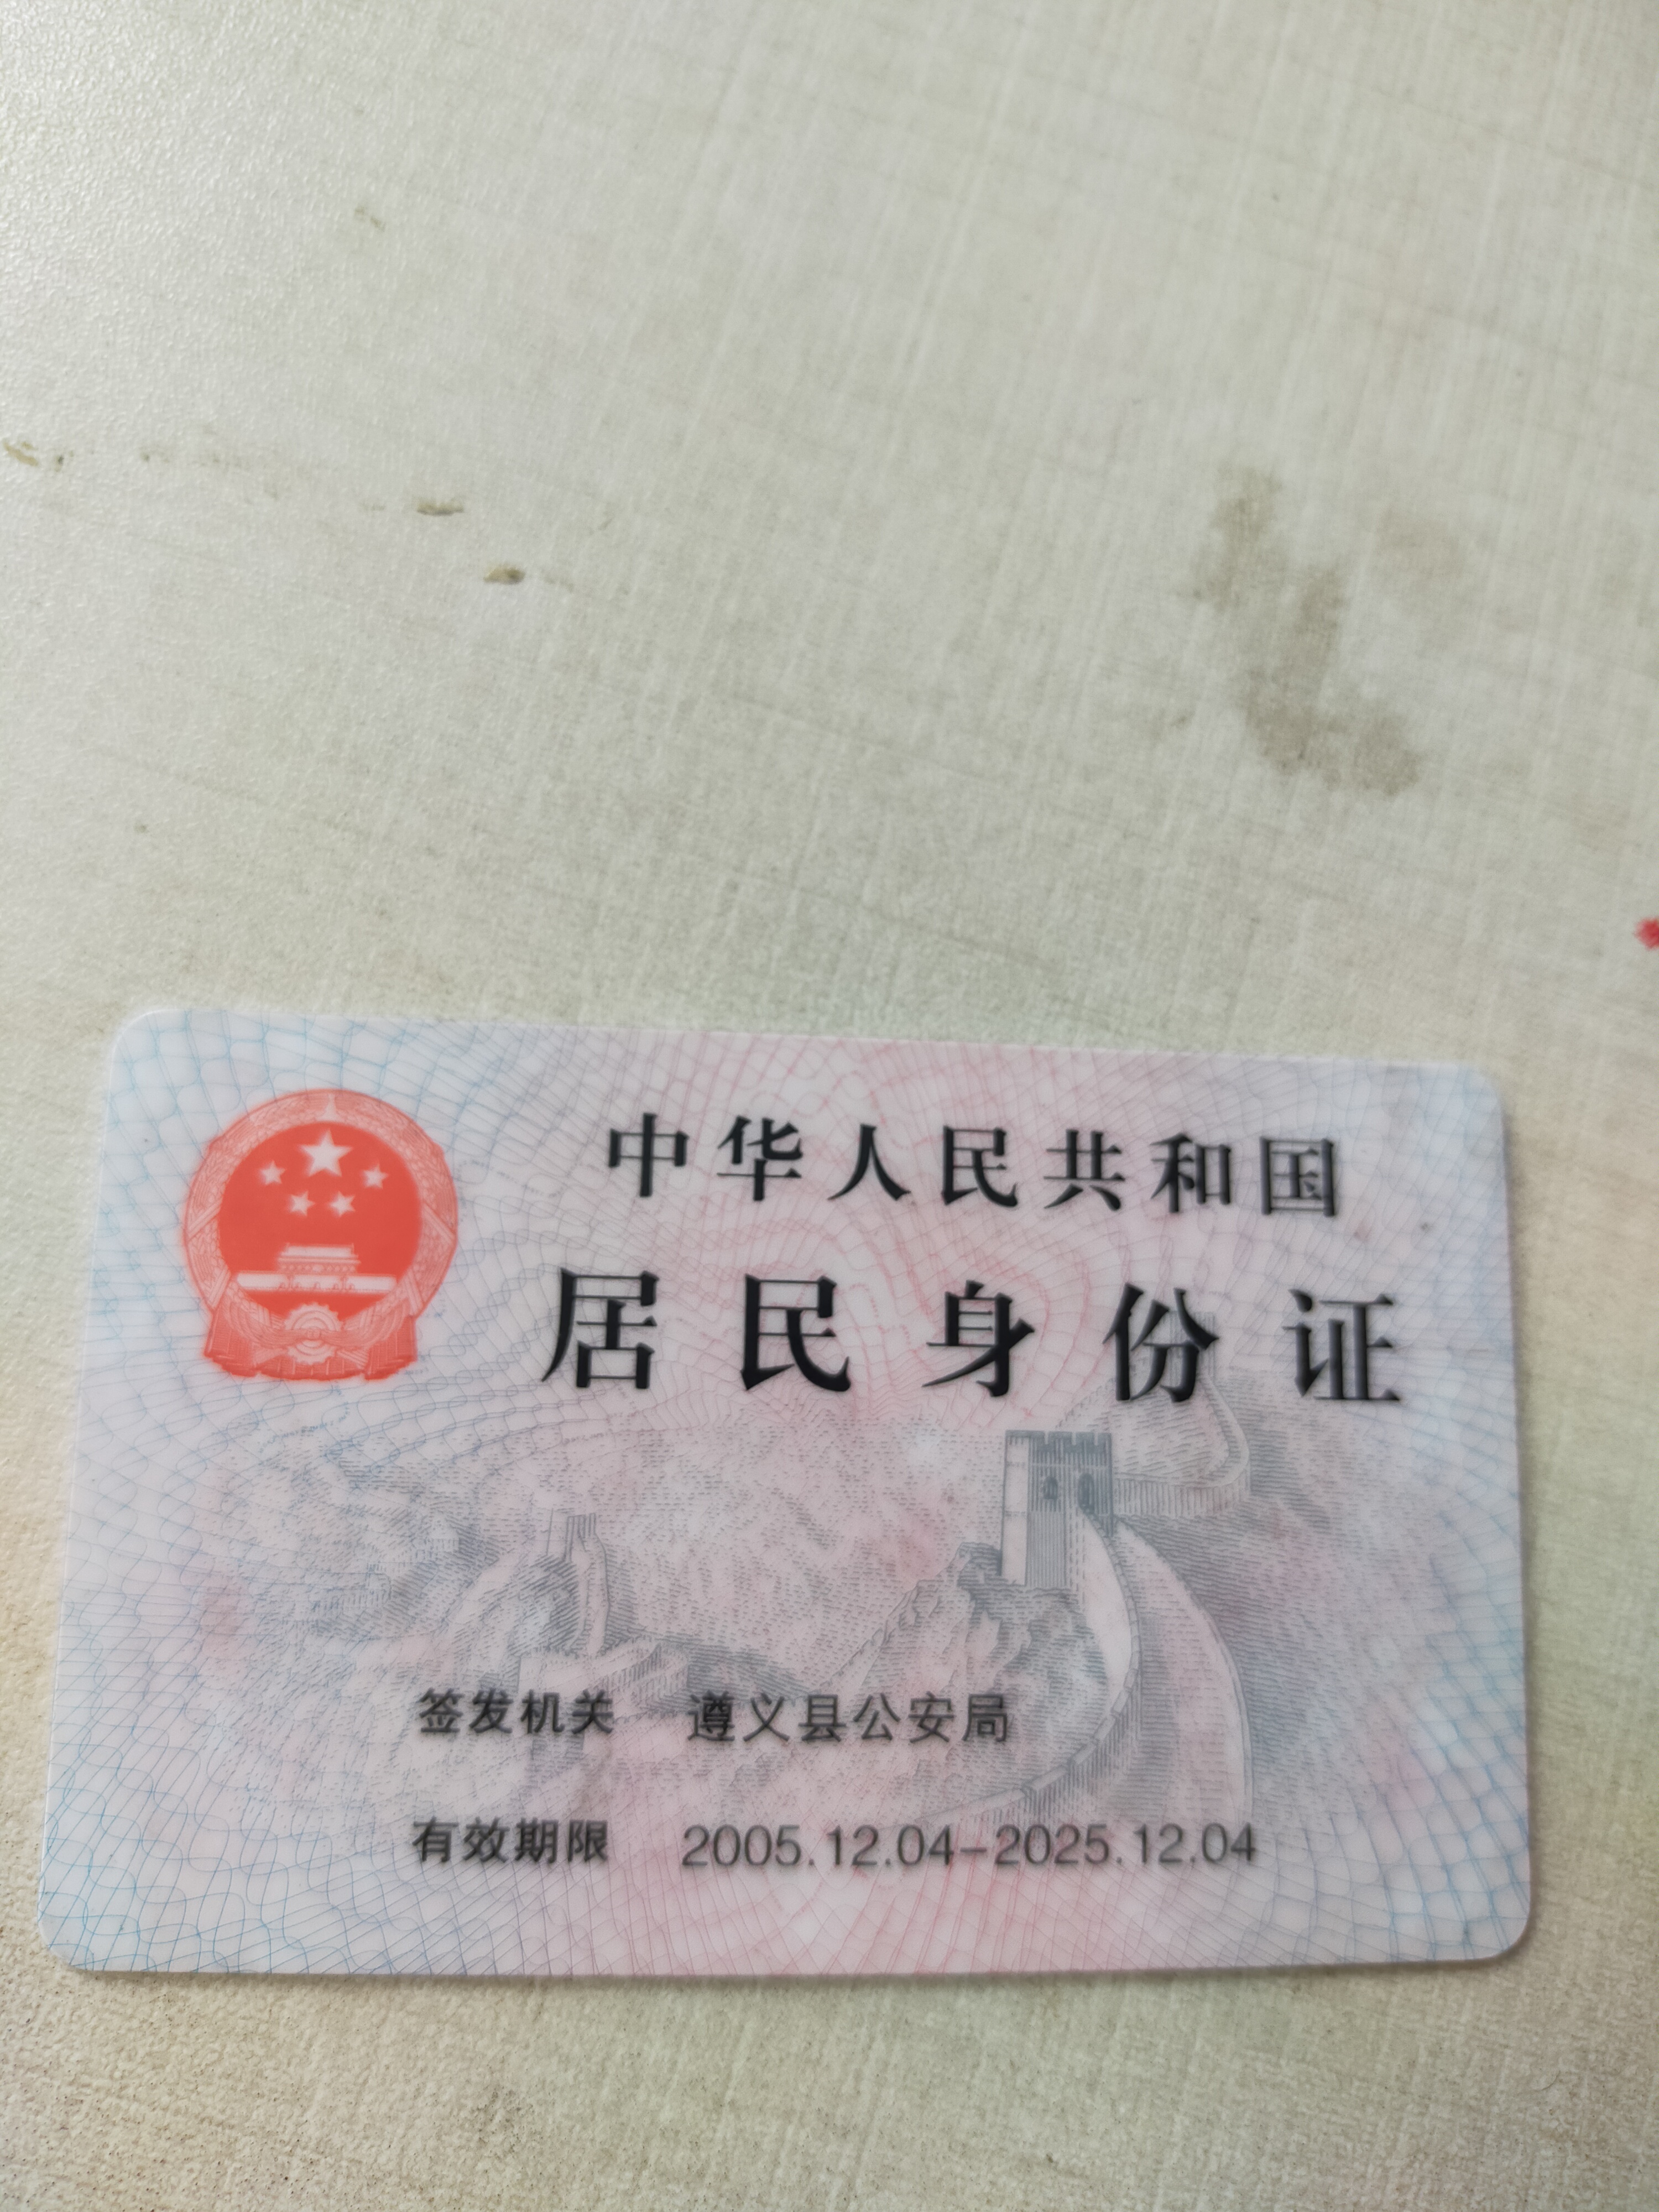 中华人民共和国
居民身份证
签发机关 遵义县公安局
有效期限 2005.12.04-2025.12.04